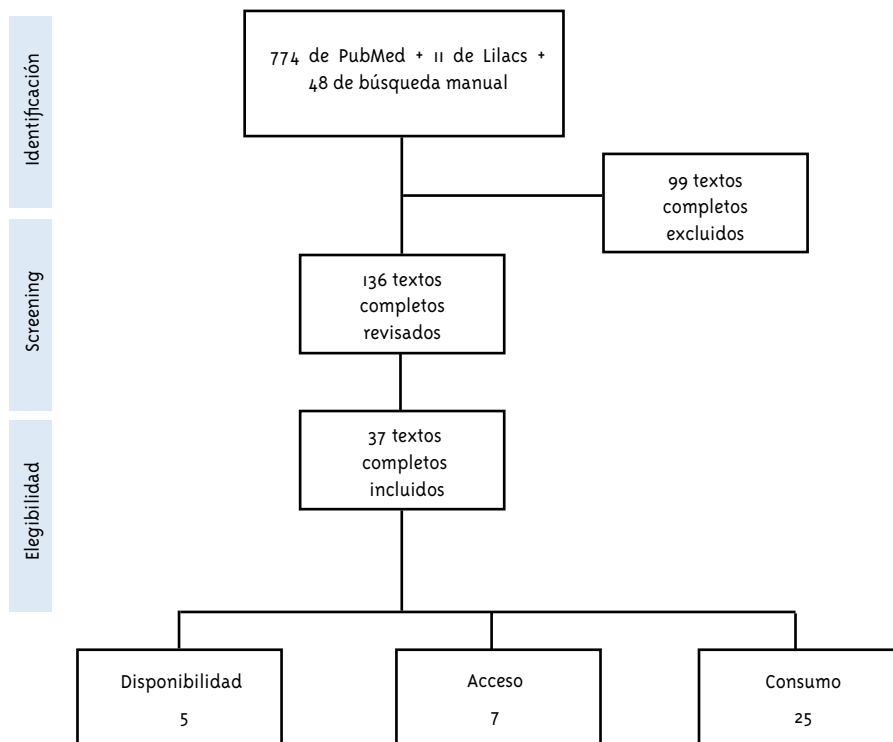 Identificación
774 de PubMed + 11 de Lilacs +
48 de búsqueda manual
99 textos
completos
excluidos
Screening
136 textos
completos
revisados
Elegibilidad
37 textos
completos
incluidos
Disponibilidad
5
Acceso
7
Consumo
25